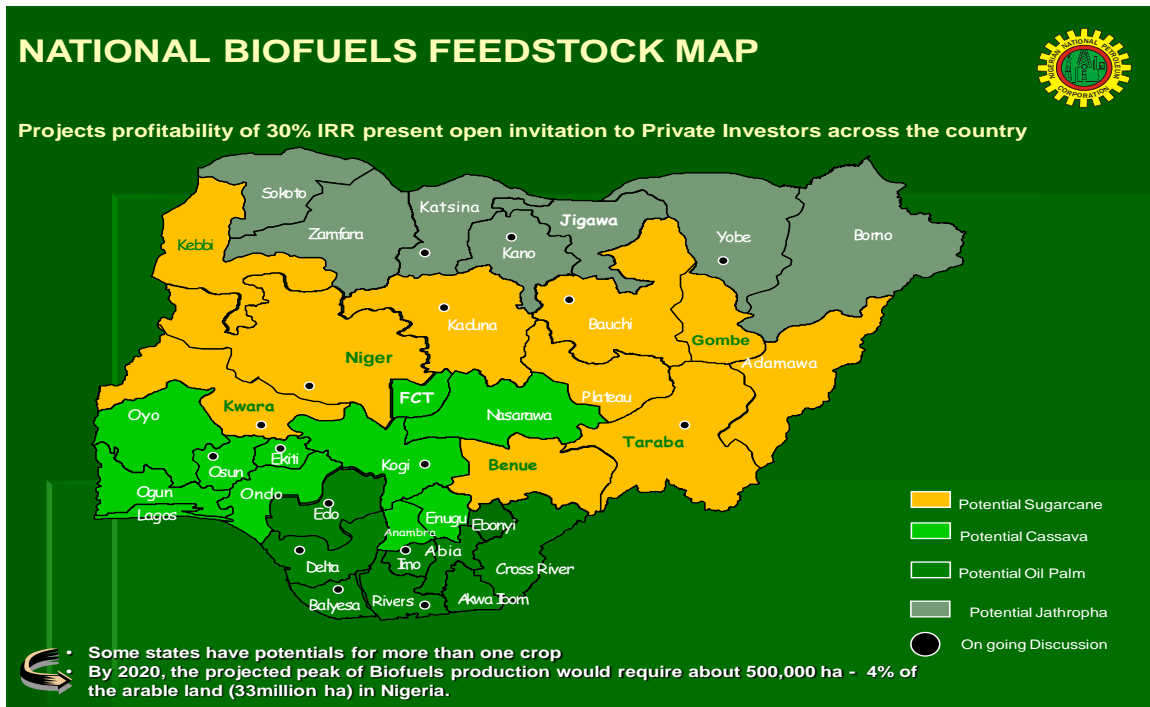 NATIONAL BIOFUELS FEEDSTOCK MAP
NIGERIAN NATIONAL PETROLEUM
CORPORATION
Projects profitability of 30% IRR present open invitation to Private Investors across the country
Sokoto
Katsina
Jigawa
Zamfara
Kano
Yobe
Borno
Kebbi
Kaduna
Bauchi
Gombe
Niger
Adamawa
FCT
Plateau
Kwara
Oyo
Nasarawa
Taraba
Osun
Ekiti
Kogi
Benue
Ogun
Ondo
Lagos
Edo
Enugu
Ebonyi
Anambra
Abia
Delta
Imo
Cross River
Balyesa
Rivers
Akwa Ibom
Potential Sugarcane
Potential Cassava
Potential Oil Palm
Potential Jathropha
On going Discussion
• Some states have potentials for more than one crop
• By 2020, the projected peak of Biofuels production would require about 500,000 ha - 4% of
the arable land (33million ha) in Nigeria.